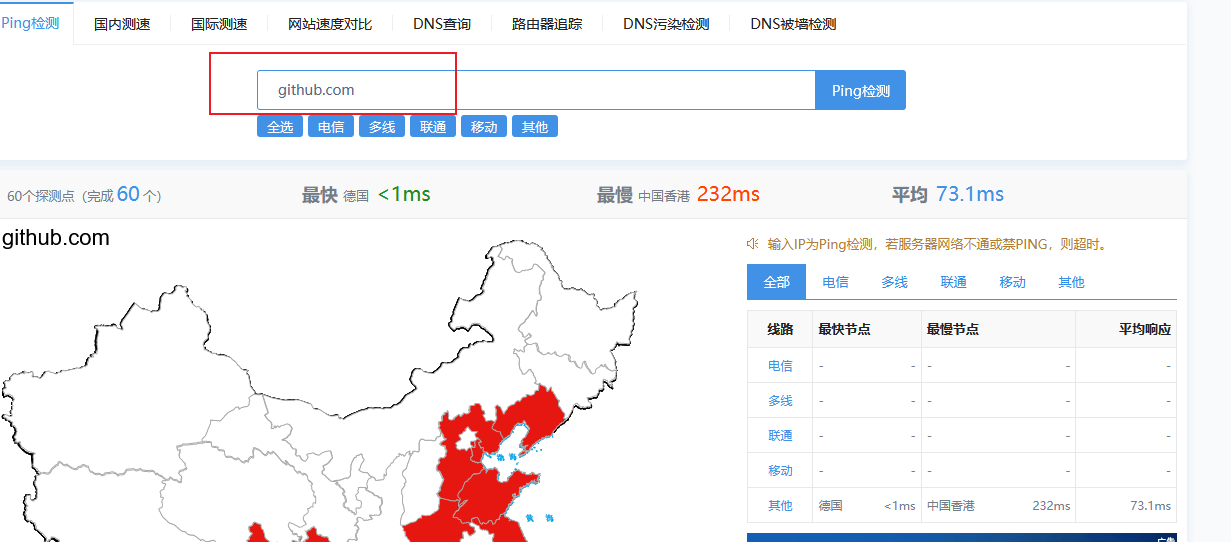 Ping检测 国内测速 国际测速 网站速度对比 DNS查询 路由器追踪 DNS污染检测 DNS被墙检测
github.com Ping检测
全选 电信 多线 联通 移动 其他
60个探测点（完成 60 个） 最快 德国 <1ms 最慢 中国香港 232ms 平均 73.1ms
github.com
输入IP为Ping检测，若服务器网络不通或禁PING，则超时。
全部 电信 多线 联通 移动 其他
线路 最快节点 最慢节点 平均响应
电信 - - - - -
多线 - - - - -
联通 - - - - -
移动 - - - - -
其他 德国 <1ms 中国香港 232ms 73.1ms
渤海
黄海
广告